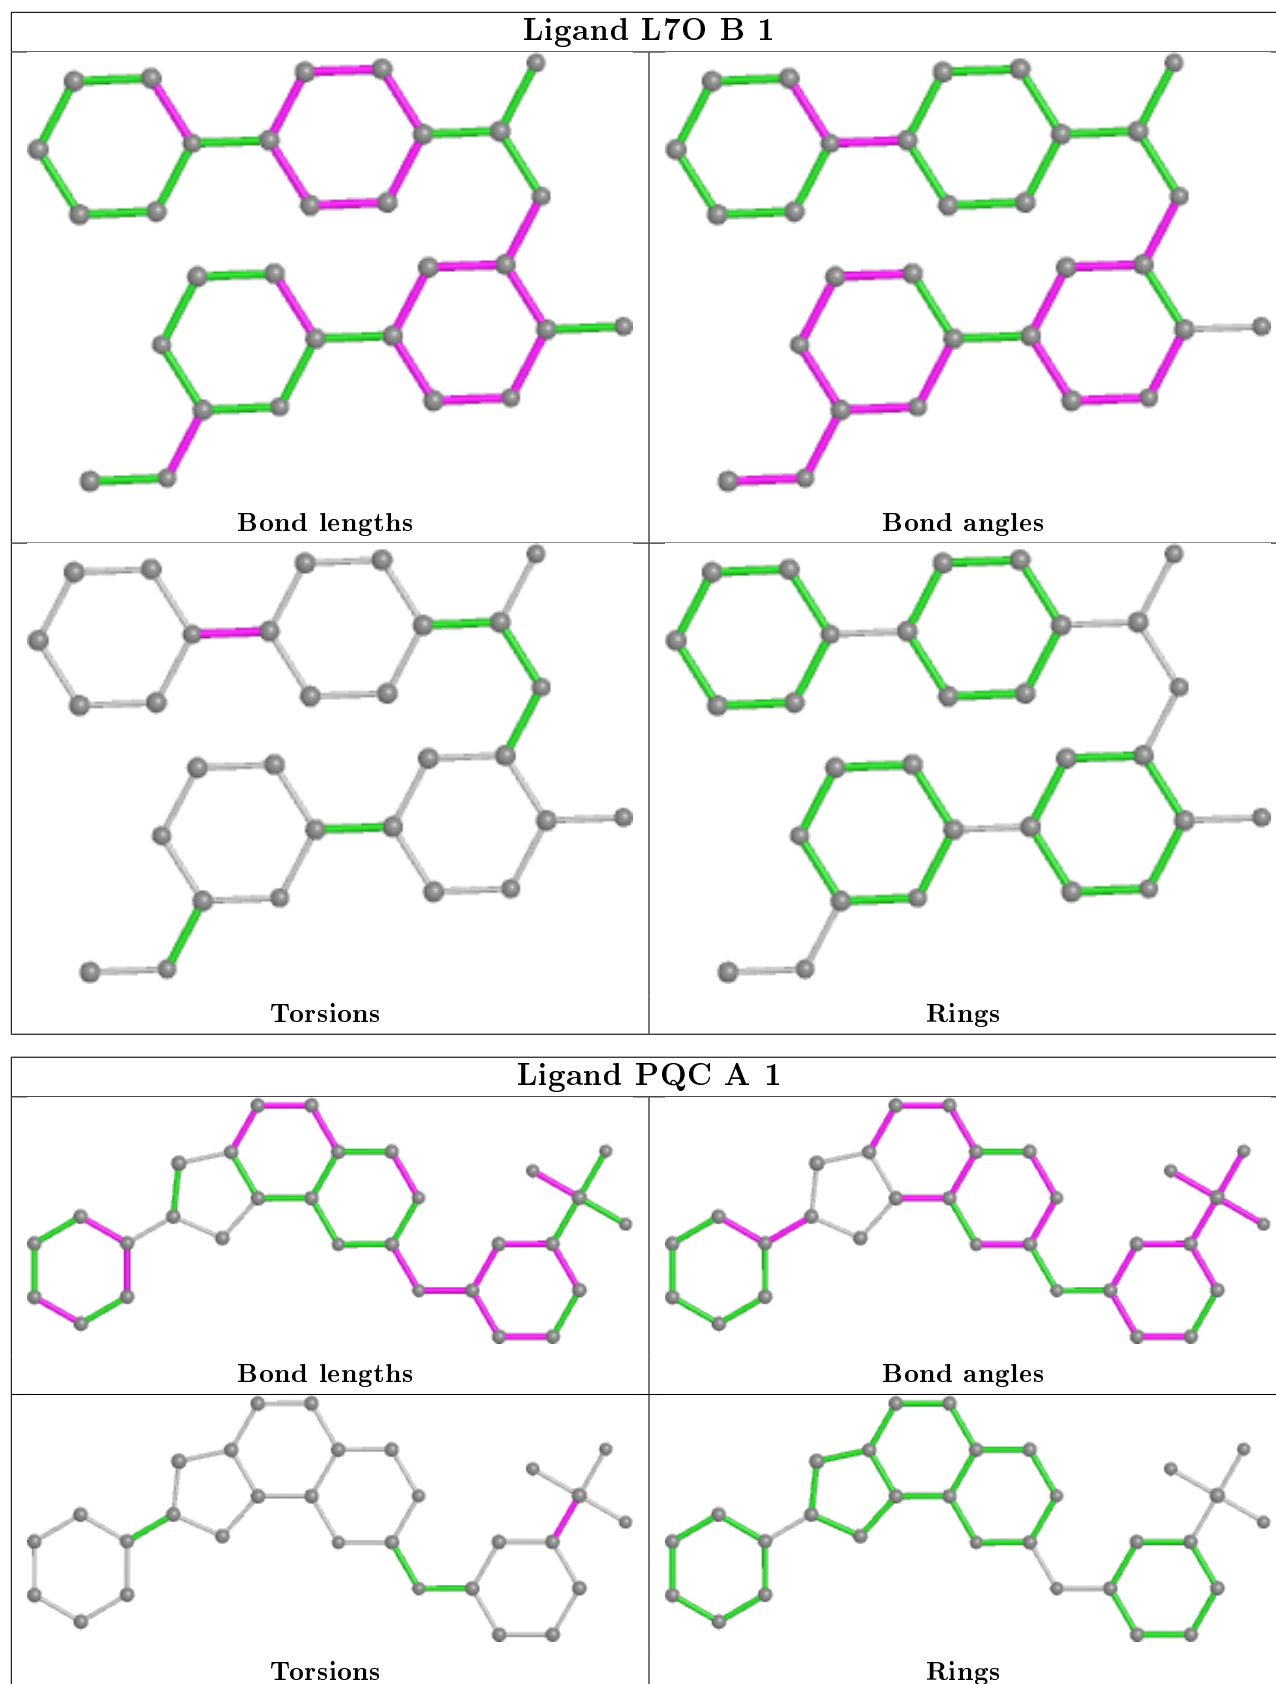 Ligand L7O B 1
Bond lengths
Bond angles
Torsions
Rings
Ligand PQC A 1
Bond lengths
Bond angles
Torsions
Rings